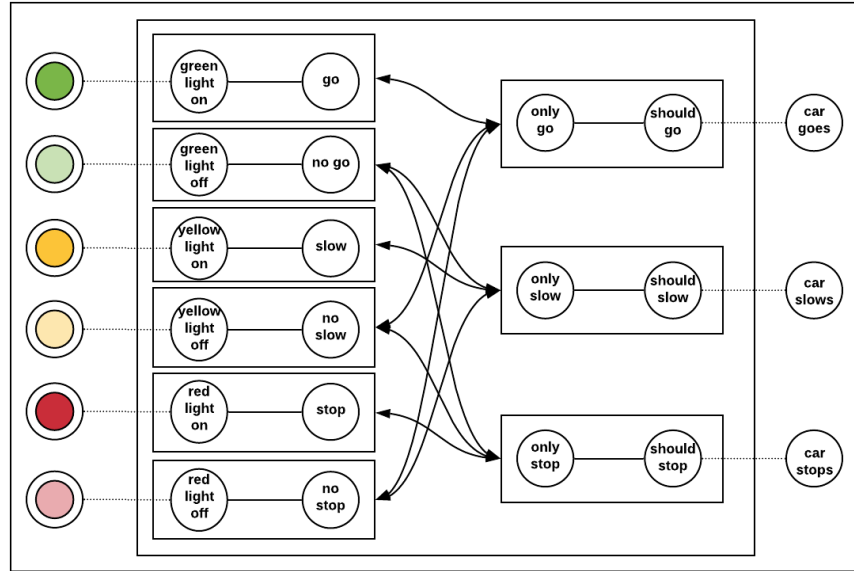 green
light
on
go
green
light
off
no go
yellow
light
on
slow
yellow
light
off
no
slow
red
light
on
stop
red
light
off
no
stop
only
go
should
go
car
goes
only
slow
should
slow
car
slows
only
stop
should
stop
car
stops